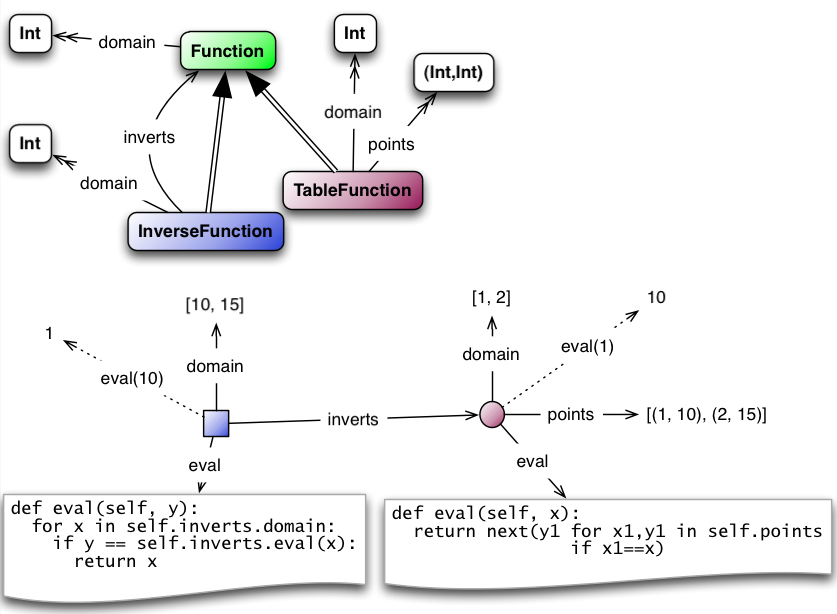 Int
domain
Function
Int
(Int,Int)
domain
inverts
points
Int
domain
TableFunction
InverseFunction
[10, 15]
[1, 2]
10
1
eval(1)
domain
domain
eval(10)
inverts
points
[(1, 10), (2, 15)]
eval
eval
def eval(self, y):
  for x in self.inverts.domain:
    if y == self.inverts.eval(x):
      return x
def eval(self, x):
  return next(y1 for x1,y1 in self.points
                 if x1==x)